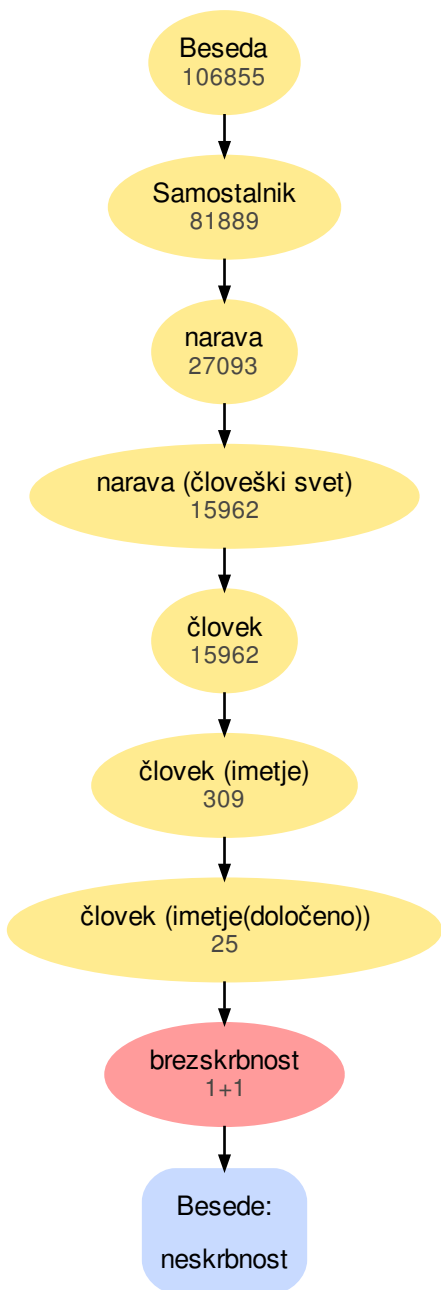 Beseda
106855
Samostalnik
81889
narava
27093
narava (človeški svet)
15962
človek
15962
človek (imetje)
309
človek (imetje(določeno))
25
brezskrbnost
1+1
Besede:
neskrbnost